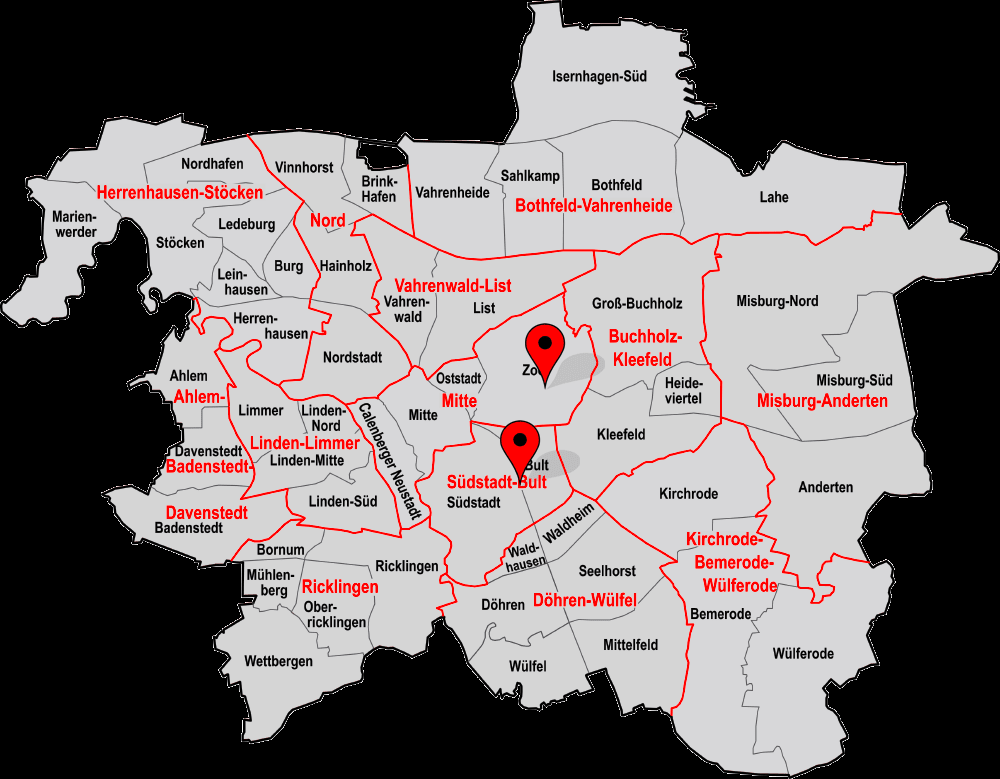 Isernhagen-Süd
Nordhafen
Vinnhorst
Brink-
Hafen
Vahrenheide
Sahlkamp
Bothfeld
Lahe
Herrenhausen-Stöcken
Bothfeld-Vahrenheide
Marien-
werder
Ledeburg
Nord
Stöcken
Burg
Hainholz
Lein-
hausen
Vahrenwald-List
Vahren-
wald
List
Groß-Buchholz
Misburg-Nord
Herren-
hausen
Buchholz-
Kleefeld
Nordstadt
Zoo
Oststadt
Heide-
viertel
Misburg-Süd
Misburg-Anderten
Ahlem
Ahlem-
Limmer
Linden-
Nord
Calenberger Neustadt
Mitte
Mitte
Kleefeld
Linden-Limmer
Linden-Mitte
Davenstedt
Badenstedt-
Bult
Südstadt-Bult
Südstadt
Kirchrode
Anderten
Linden-Süd
Davenstedt
Badenstedt
Waldheim
Wald-
hausen
Kirchrode-
Bemerode-
Wülferode
Bornum
Ricklingen
Seelhorst
Mühlen-
berg
Ricklingen
Ober-
ricklingen
Döhren
Döhren-Wülfel
Bemerode
Mittelfeld
Wülferode
Wettbergen
Wülfel